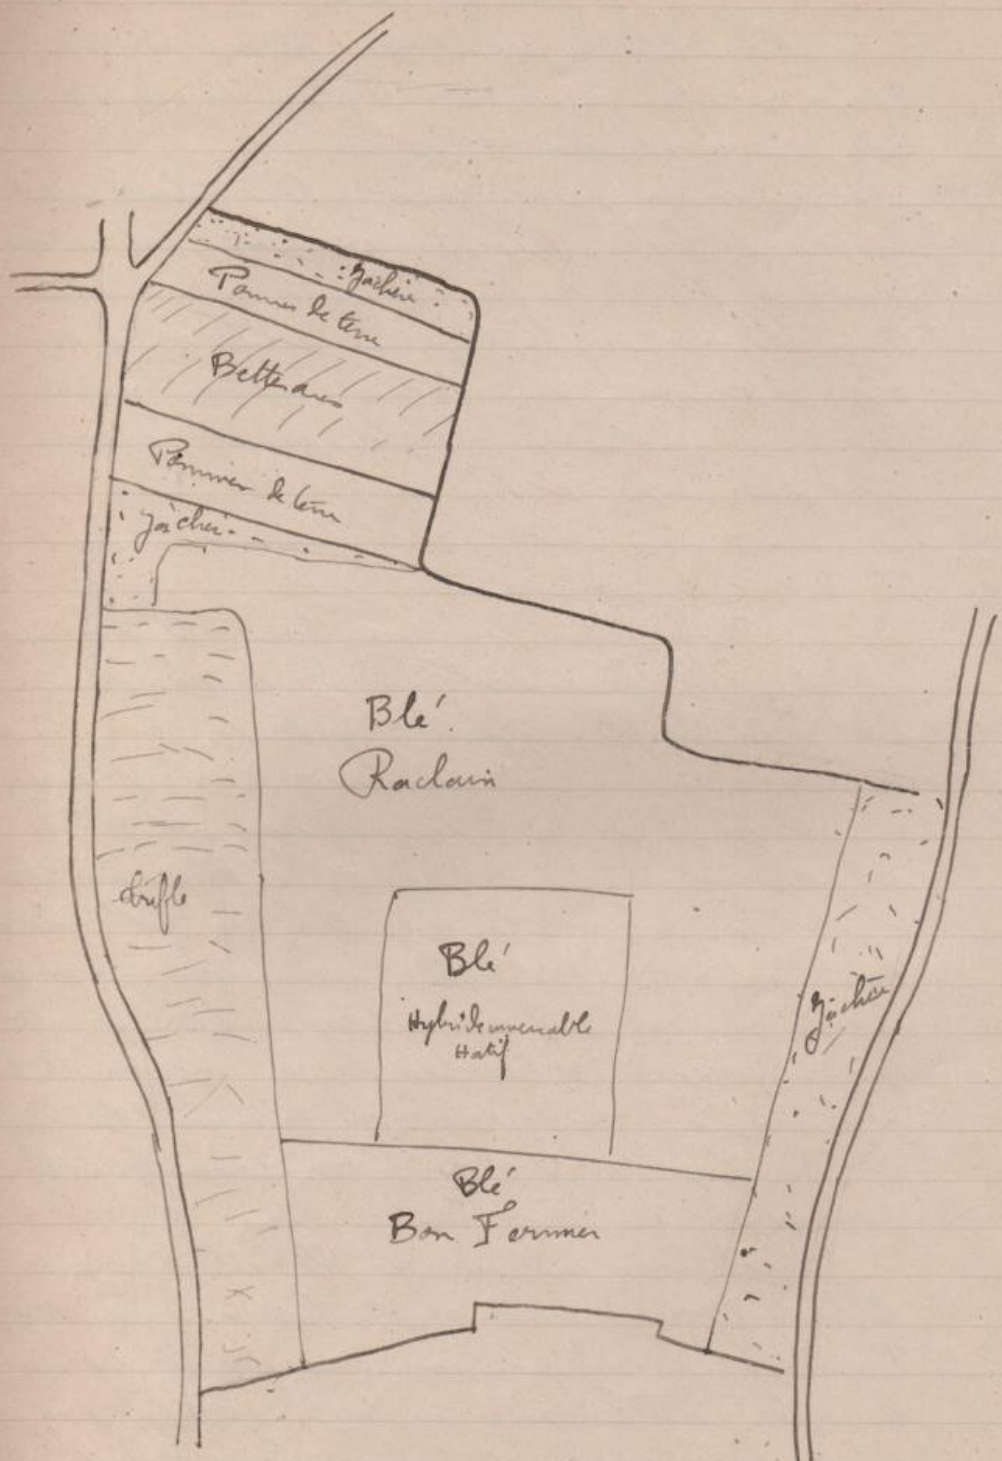 Jachère
Pommes de terre
Betteraves
Pommes de terre
Jachère
Blé
Raclain
trèfle
Blé
Hybride inversable
Hatif
Jachère
Blé
Bon Fermier